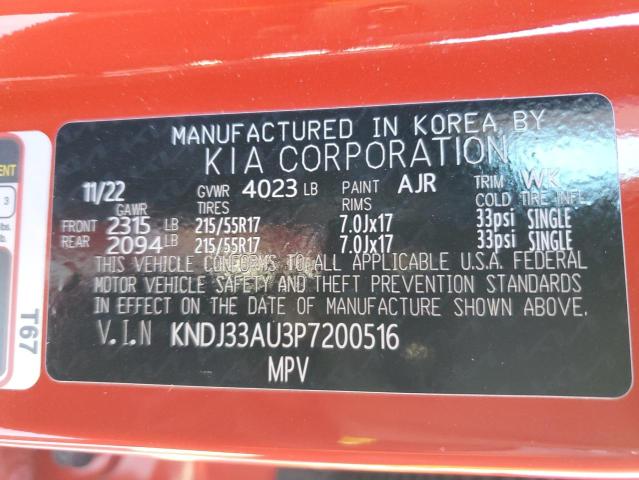 MANUFACTURED IN KOREA BY
KIA CORPORATION
11/22 GVWR 4023 LB PAINT AJR TRIM WK
GAWR TIRES RIMS COLD TIRE INFL
FRONT 2315 LB 215/55R17 7.0Jx17 33psi SINGLE
REAR 2094 LB 215/55R17 7.0Jx17 33psi SINGLE
THIS VEHICLE CONFORMS TO ALL APPLICABLE U.S.A. FEDERAL
MOTOR VEHICLE SAFETY AND THEFT PREVENTION STANDARDS
IN EFFECT ON THE DATE OF MANUFACTURE SHOWN ABOVE.
V.I.N KNDJ33AU3P7200516
MPV
T67
3